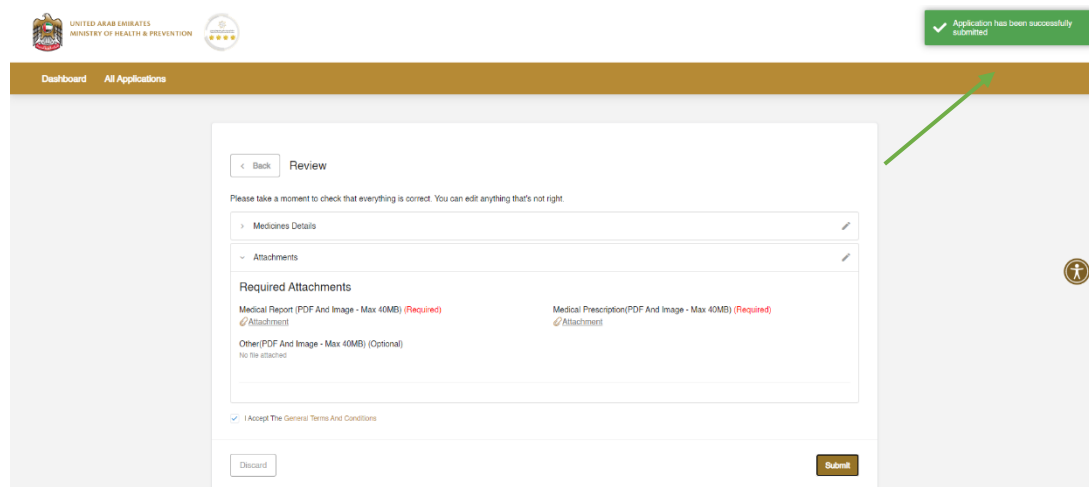 UNITED ARAB EMIRATES
MINISTRY OF HEALTH & PREVENTION
Application has been successfully
submitted
Dashboard All Applications
Back Review
Please take a moment to check that everything is correct. You can edit anything that's not right.
Medicines Details
Attachments
Required Attachments
Medical Report (PDF And Image - Max 40MB) (Required)
Attachment
Medical Prescription(PDF And Image - Max 40MB) (Required)
Attachment
Other(PDF And Image - Max 40MB) (Optional)
No file attached
I Accept The General Terms And Conditions
Discard Submit